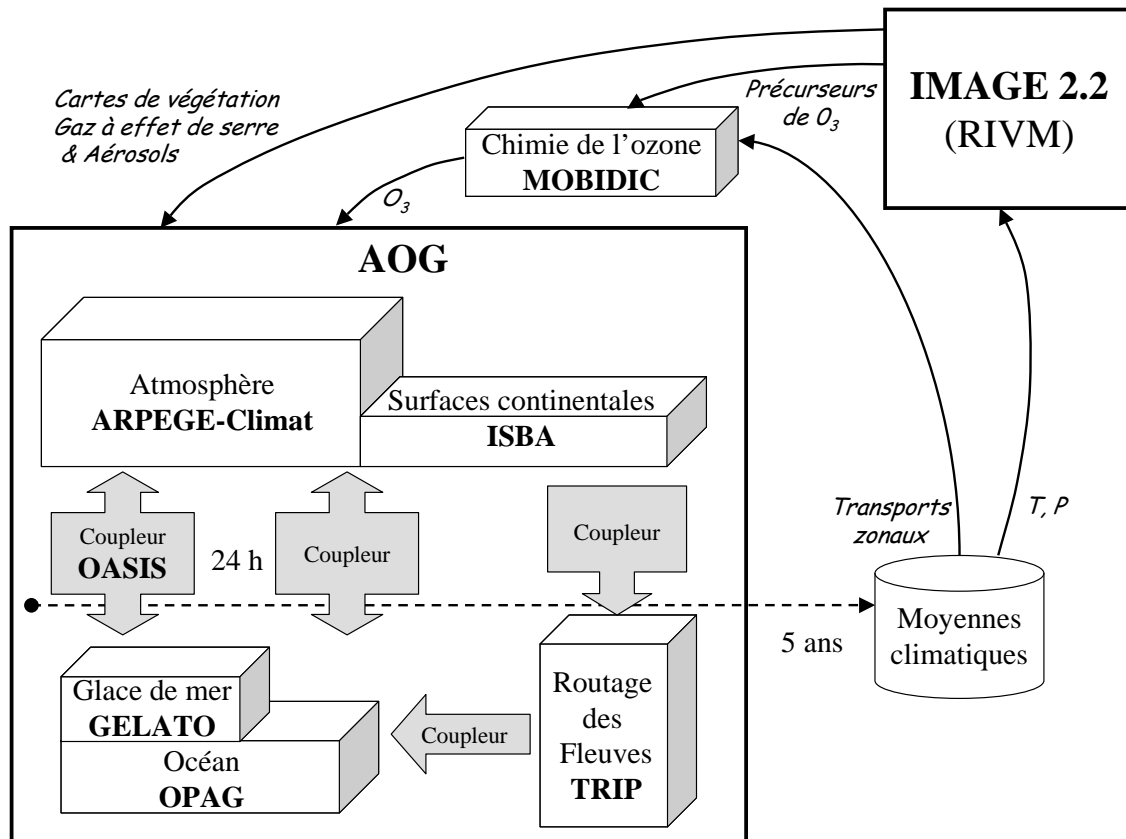 IMAGE 2.2
(RIVM)
Cartes de végétation
Gaz à effet de serre
& Aérosols
Précurseurs
de O3
Chimie de l’ozone
MOBIDIC
O3
AOG
Atmosphère
ARPEGE-Climat
Surfaces continentales
ISBA
Coupleur
OASIS
24 h
Coupleur
Coupleur
Transports
zonaux
T, P
5 ans
Moyennes
climatiques
Glace de mer
GELATO
Océan
OPAG
Coupleur
Routage
des
Fleuves
TRIP